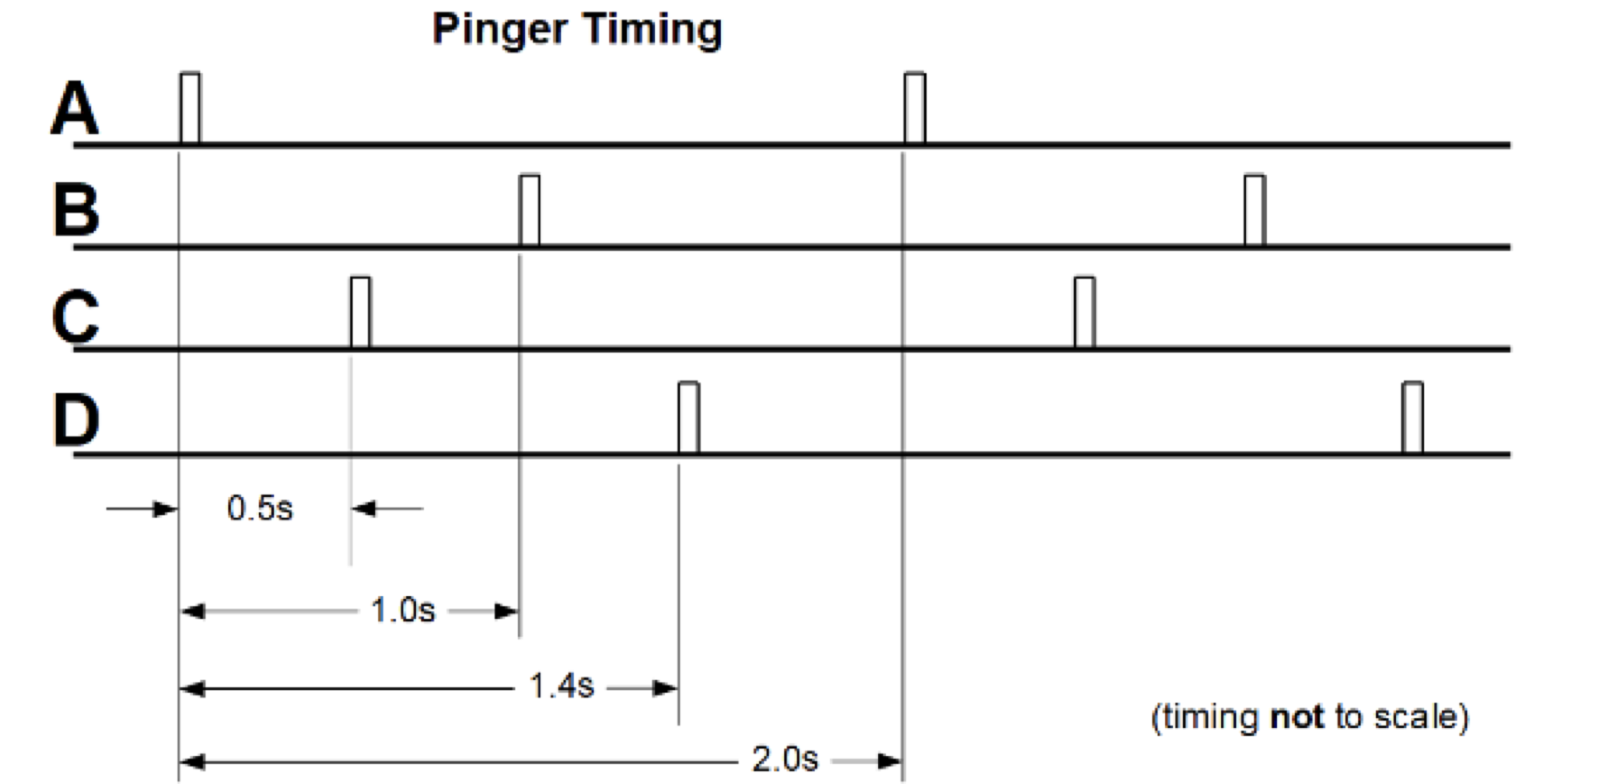 Pinger Timing
A
B
C
D
0.5s
1.0s
1.4s
(timing not to scale)
2.0s